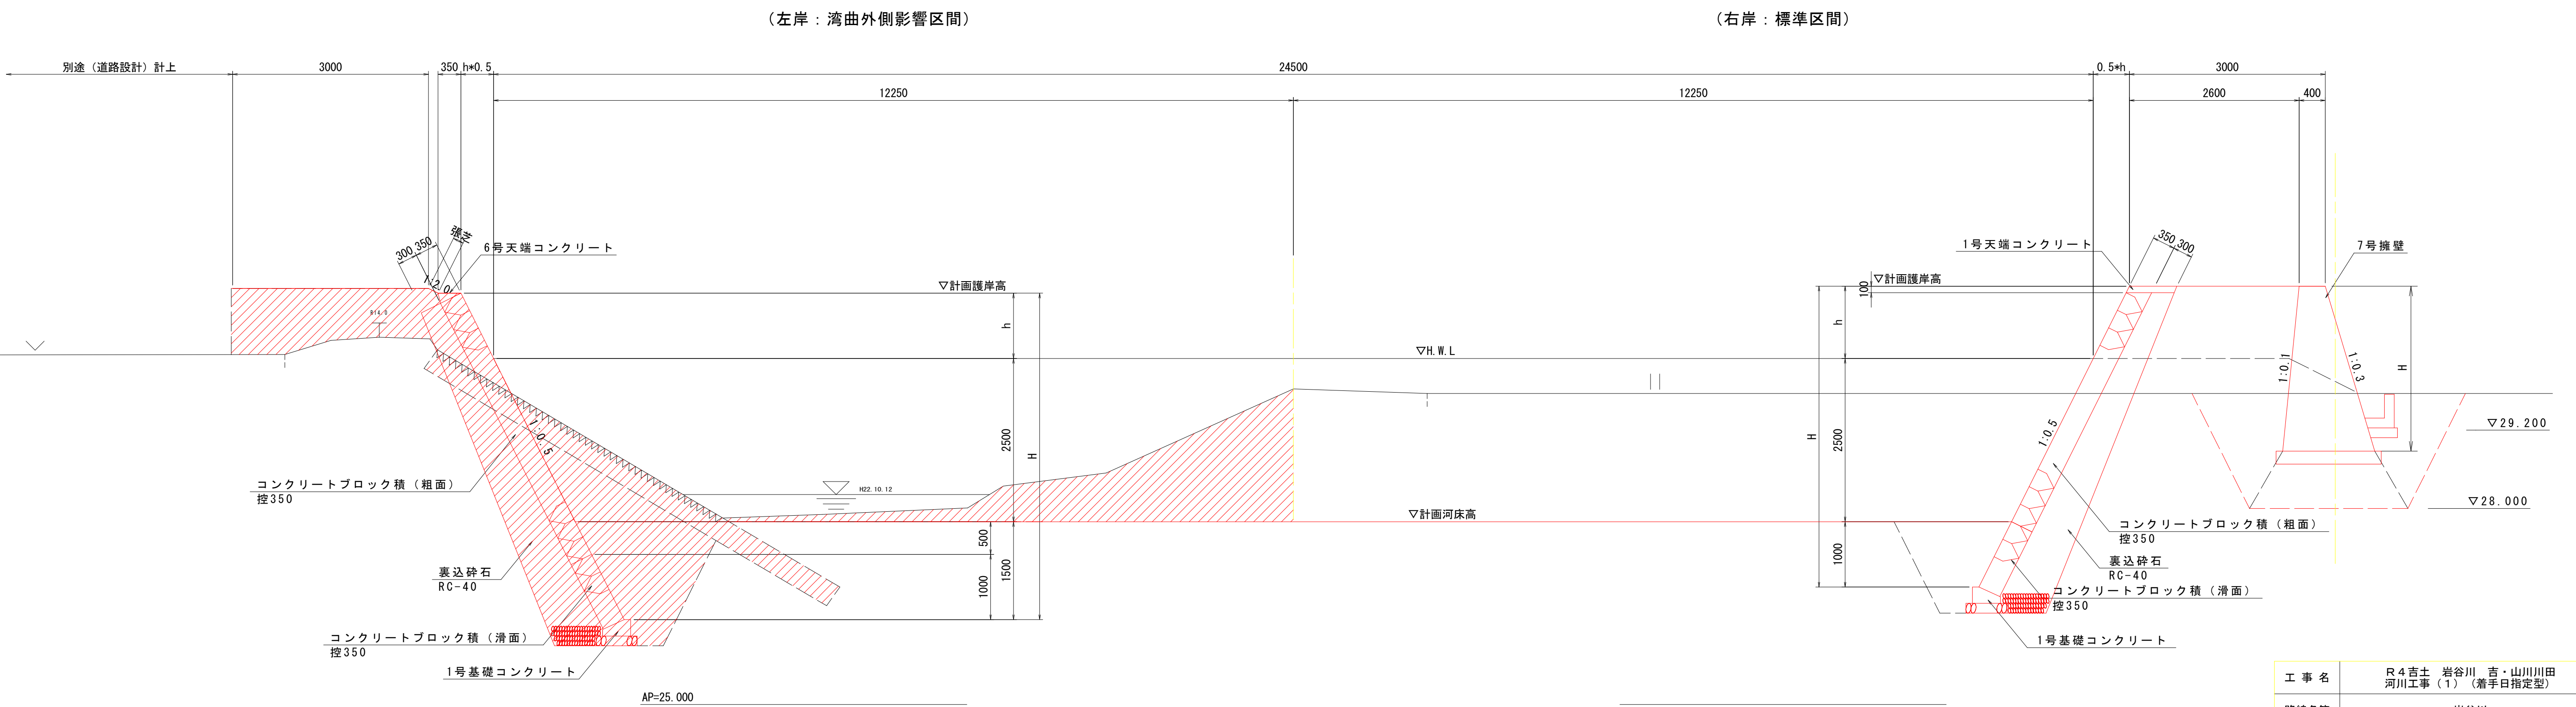 （左岸：湾曲外側影響区間）
（右岸：標準区間）
別途（道路設計）計上
3000
350
h*0.5
24500
0.5*h
3000
12250
12250
2600
400
300
350
張芝
1:2.0
6号天端コンクリート
1号天端コンクリート
350
300
7号擁壁
▽計画護岸高
▽計画護岸高
100
R14.0
h
h
▽H.W.L
1:0.1
1:0.3
H
1:0.5
2500
H
H
2500
1:0.5
▽29.200
コンクリートブロック積（粗面）
控350
H22.10.12
▽28.000
▽計画河床高
500
1000
1500
1000
コンクリートブロック積（粗面）
控350
裏込砕石
RC-40
裏込砕石
RC-40
コンクリートブロック積（滑面）
控350
コンクリートブロック積（滑面）
控350
1号基礎コンクリート
1号基礎コンクリート
AP=25.000
工事名
Ｒ４吉土　岩谷川　吉・山川川田
河川工事（１）（着手日指定型）